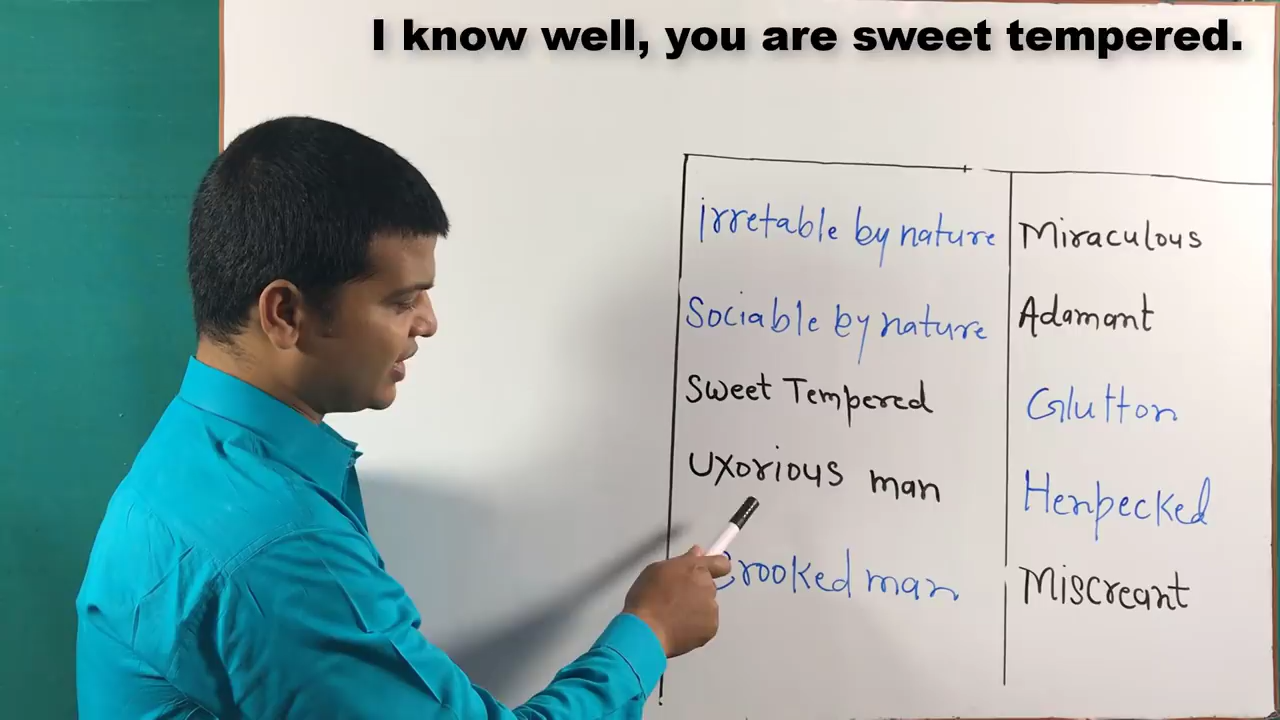 I know well, you are sweet tempered.
irretable by nature
Sociable by nature
Sweet Tempered
Uxorious man
Crooked man
Miraculous
Adamant
Glutton
Henpecked
Miscreant